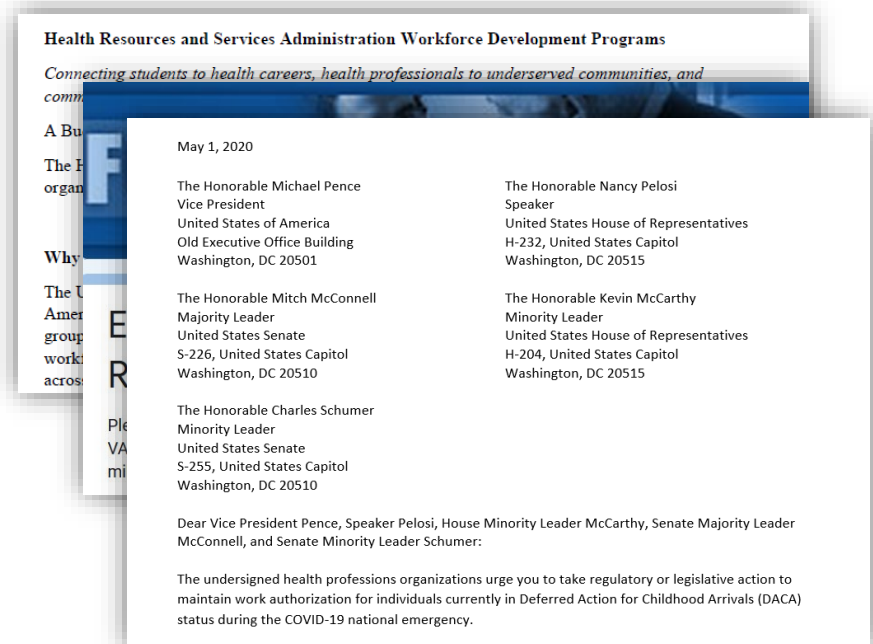 Health Resources and Services Administration Workforce Development Programs
Connecting students to health careers, health professionals to underserved communities, and
comm
A Bu
The H
organ
F
Why
The U
Amer
group
workf
across
E
R
Ple
VA
mi
May 1, 2020
The Honorable Michael Pence
Vice President
United States of America
Old Executive Office Building
Washington, DC 20501
The Honorable Nancy Pelosi
Speaker
United States House of Representatives
H-232, United States Capitol
Washington, DC 20515
The Honorable Mitch McConnell
Majority Leader
United States Senate
S-226, United States Capitol
Washington, DC 20510
The Honorable Kevin McCarthy
Minority Leader
United States House of Representatives
H-204, United States Capitol
Washington, DC 20515
The Honorable Charles Schumer
Minority Leader
United States Senate
S-255, United States Capitol
Washington, DC 20510
Dear Vice President Pence, Speaker Pelosi, House Minority Leader McCarthy, Senate Majority Leader
McConnell, and Senate Minority Leader Schumer:
The undersigned health professions organizations urge you to take regulatory or legislative action to
maintain work authorization for individuals currently in Deferred Action for Childhood Arrivals (DACA)
status during the COVID-19 national emergency.